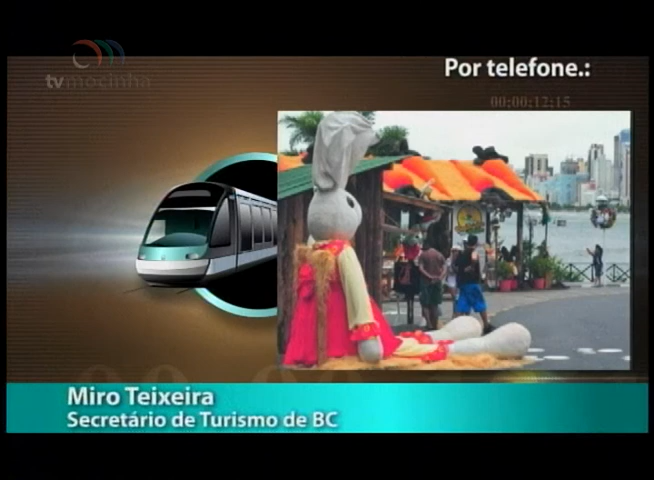 tvmocinha
Por telefone.:
00:00:12:15
Miro Teixeira
Secretário de Turismo de BC